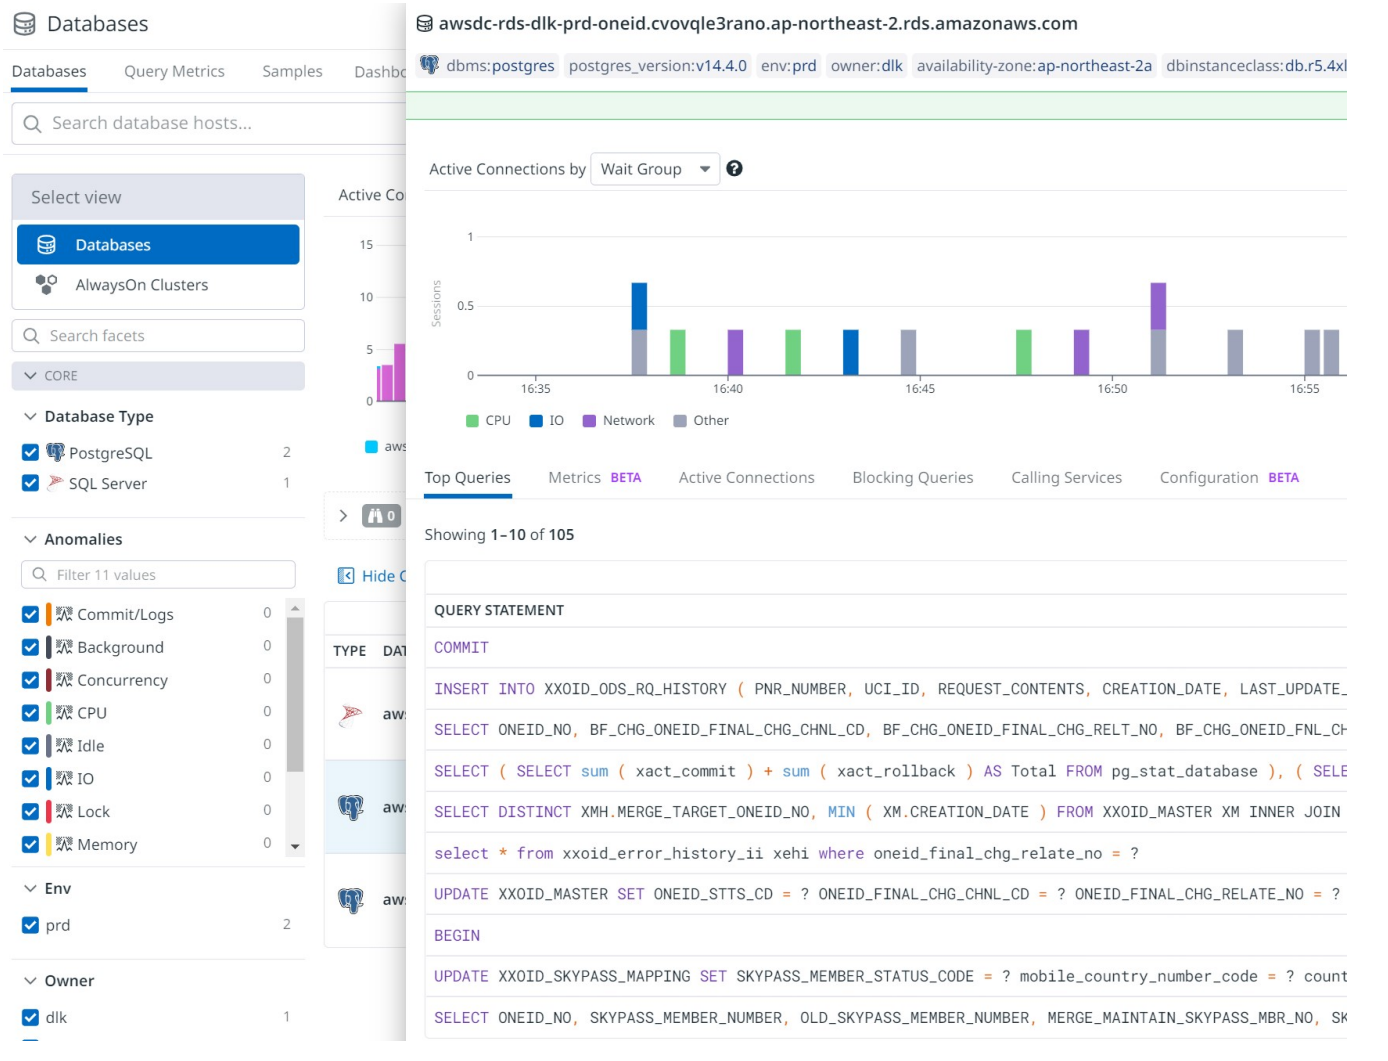 Databases
Databases Query Metrics Samples Dashbo
Search database hosts...
Select view
Databases
AlwaysOn Clusters
Search facets
CORE
Database Type
PostgreSQL 2
SQL Server 1
Anomalies
Filter 11 values
Commit/Logs 0
Background 0
Concurrency 0
CPU 0
Idle 0
IO 0
Lock 0
Memory 0
Env
prd 2
Owner
dlk 1
Active Co
15
10
5
0
aws
0
Hide C
TYPE DAT
aws
aws
aws
awsdc-rds-dlk-prd-oneid.cvovqle3rano.ap-northeast-2.rds.amazonaws.com
dbms:postgres postgres_version:v14.4.0 env:prd owner:dlk availability-zone:ap-northeast-2a dbinstanceclass:db.r5.4xl
Active Connections by Wait Group ?
Sessions
1
0.5
0
16:35 16:40 16:45 16:50 16:55
CPU IO Network Other
Top Queries Metrics BETA Active Connections Blocking Queries Calling Services Configuration BETA
Showing 1–10 of 105
QUERY STATEMENT
COMMIT
INSERT INTO XXOID_ODS_RQ_HISTORY ( PNR_NUMBER, UCI_ID, REQUEST_CONTENTS, CREATION_DATE, LAST_UPDATE_
SELECT ONEID_NO, BF_CHG_ONEID_FINAL_CHG_CHNL_CD, BF_CHG_ONEID_FINAL_CHG_RELT_NO, BF_CHG_ONEID_FNL_CH
SELECT ( SELECT sum ( xact_commit ) + sum ( xact_rollback ) AS Total FROM pg_stat_database ), ( SELE
SELECT DISTINCT XMH.MERGE_TARGET_ONEID_NO, MIN ( XM.CREATION_DATE ) FROM XXOID_MASTER XM INNER JOIN
select * from xxoid_error_history_ii xehi where oneid_final_chg_relate_no = ?
UPDATE XXOID_MASTER SET ONEID_STTS_CD = ? ONEID_FINAL_CHG_CHNL_CD = ? ONEID_FINAL_CHG_RELATE_NO = ?
BEGIN
UPDATE XXOID_SKYPASS_MAPPING SET SKYPASS_MEMBER_STATUS_CODE = ? mobile_country_number_code = ? count
SELECT ONEID_NO, SKYPASS_MEMBER_NUMBER, OLD_SKYPASS_MEMBER_NUMBER, MERGE_MAINTAIN_SKYPASS_MBR_NO, SK